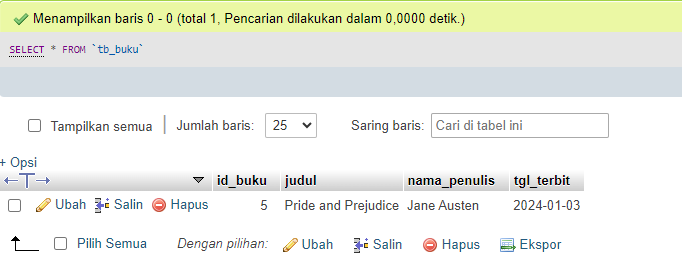 Menampilkan baris 0 - 0 (total 1, Pencarian dilakukan dalam 0,0000 detik.)
SELECT * FROM `tb_buku`
Tampilkan semua | Jumlah baris: 25 Saring baris: Cari di tabel ini
+ Opsi
id_buku judul nama_penulis tgl_terbit
Ubah Salin Hapus 5 Pride and Prejudice Jane Austen 2024-01-03
Pilih Semua Dengan pilihan: Ubah Salin Hapus Ekspor